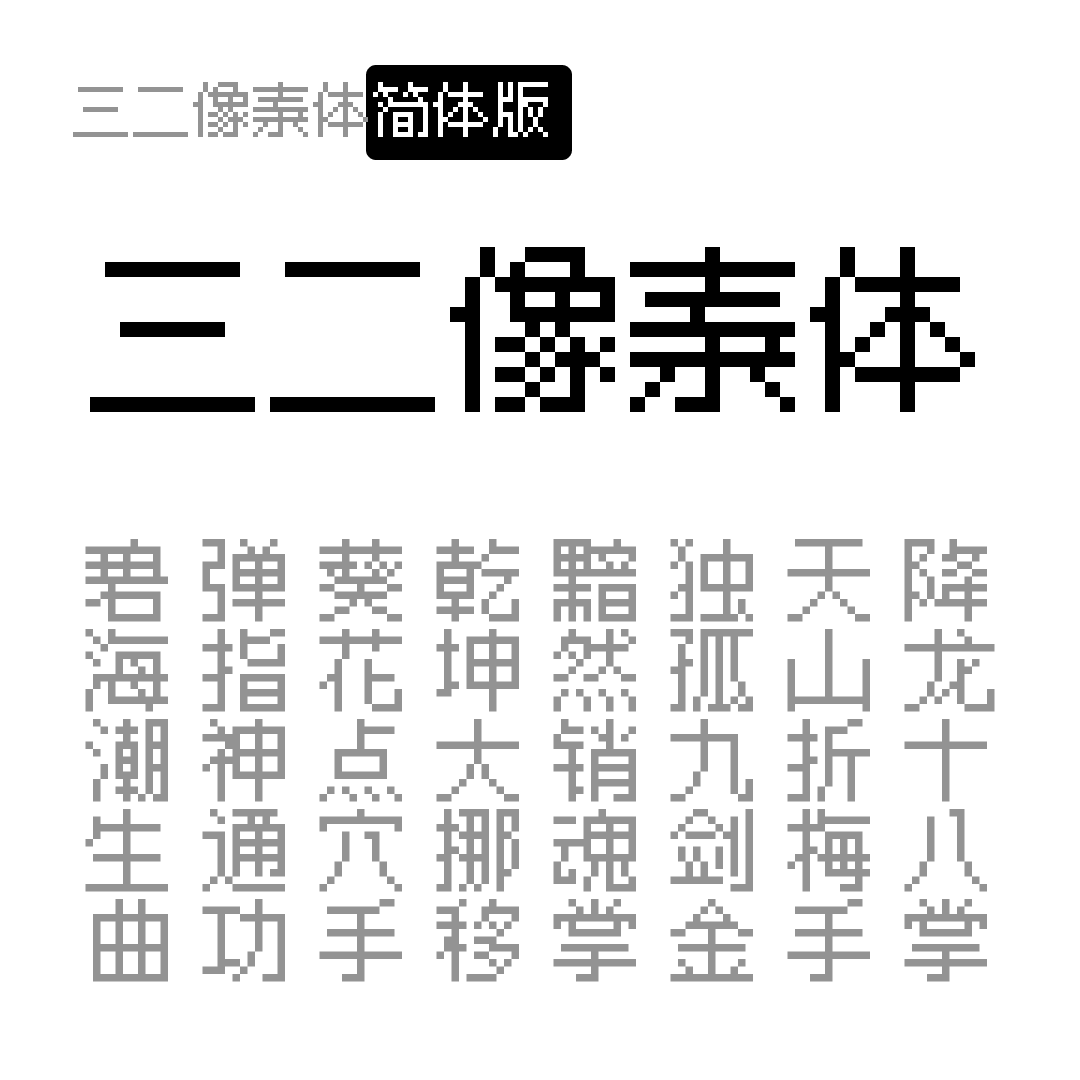 三二像素体 简体版
三二像素体
碧海潮生曲
弹指神通功
葵花点穴手
乾坤大挪移
黯然销魂掌
独孤九剑金
天山折梅手
降龙十八掌